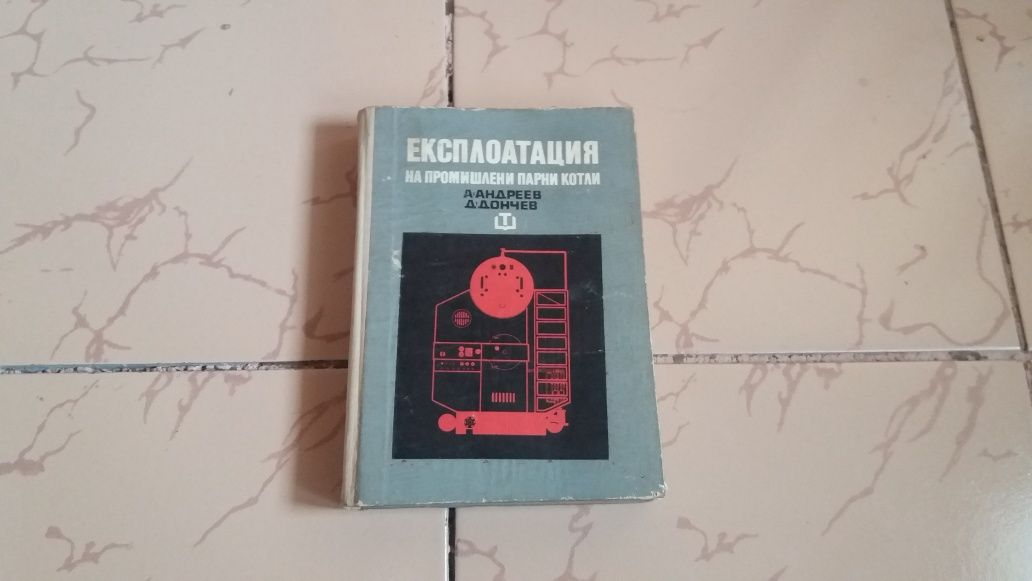 ЕКСПЛОАТАЦИЯ
НА ПРОМИШЛЕНИ ПАРНИ КОТЛИ
А.АНДРЕЕВ
Д.ДОНЧЕВ
Т